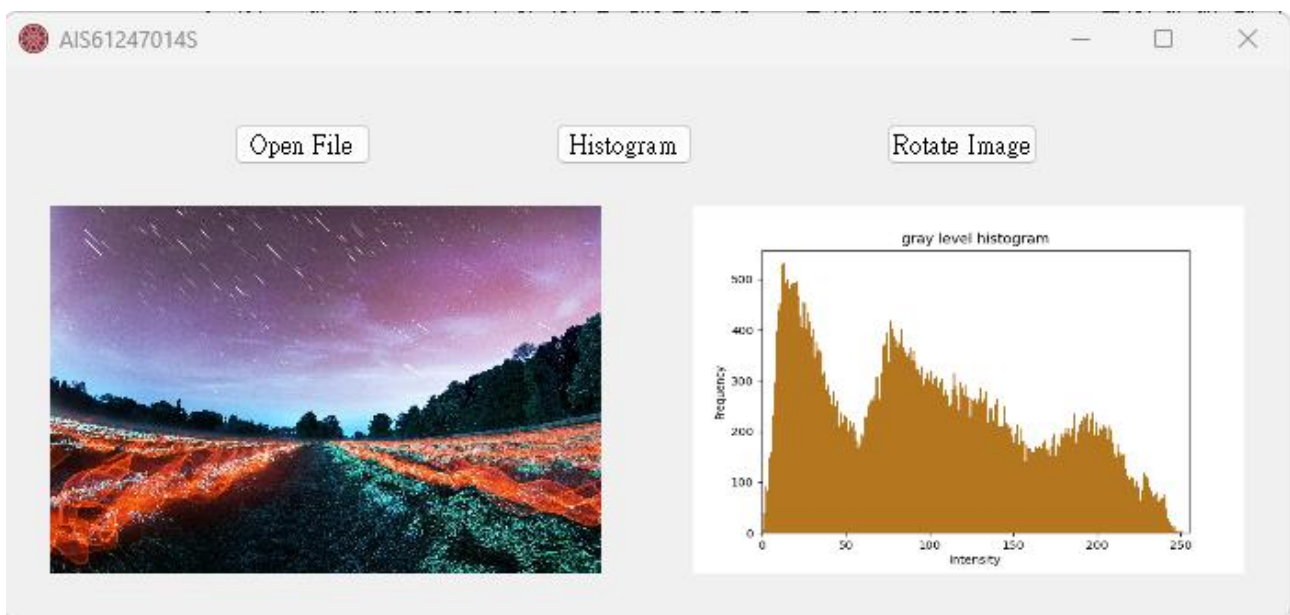 AIS61247014S
Open File
Histogram
Rotate Image
gray level histogram
Frequency
500
400
300
200
100
0
0 50 100 150 200 250
Intensity